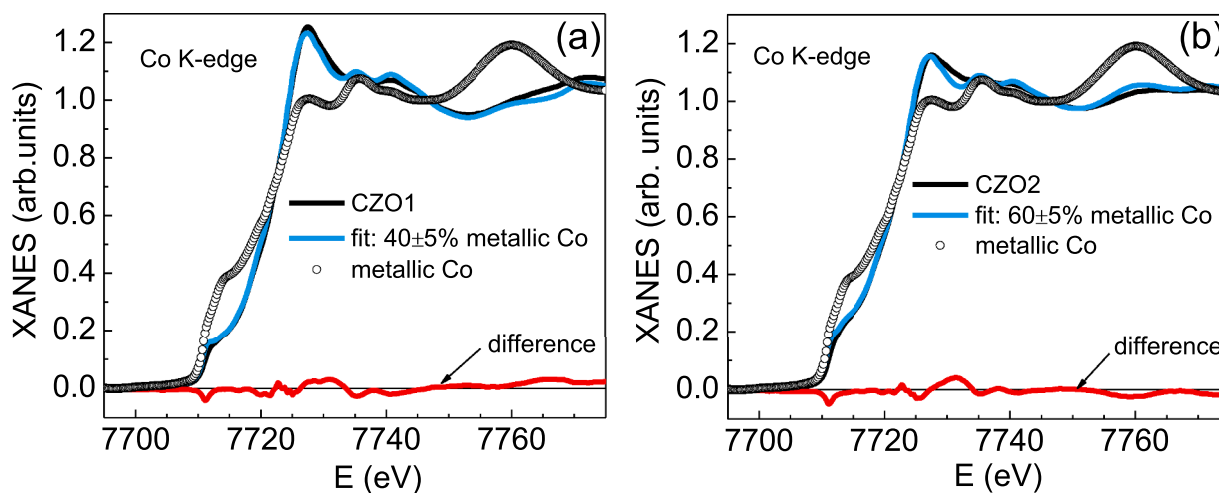 (a)
Co K-edge
XANES (arb.units)
1.2
1.0
0.8
0.6
0.4
0.2
0.0
CZO1
fit: 40±5% metallic Co
metallic Co
difference
7700 7720 7740 7760
E (eV)
(b)
Co K-edge
XANES (arb. units)
1.2
1.0
0.8
0.6
0.4
0.2
0.0
CZO2
fit: 60±5% metallic Co
metallic Co
difference
7700 7720 7740 7760
E (eV)